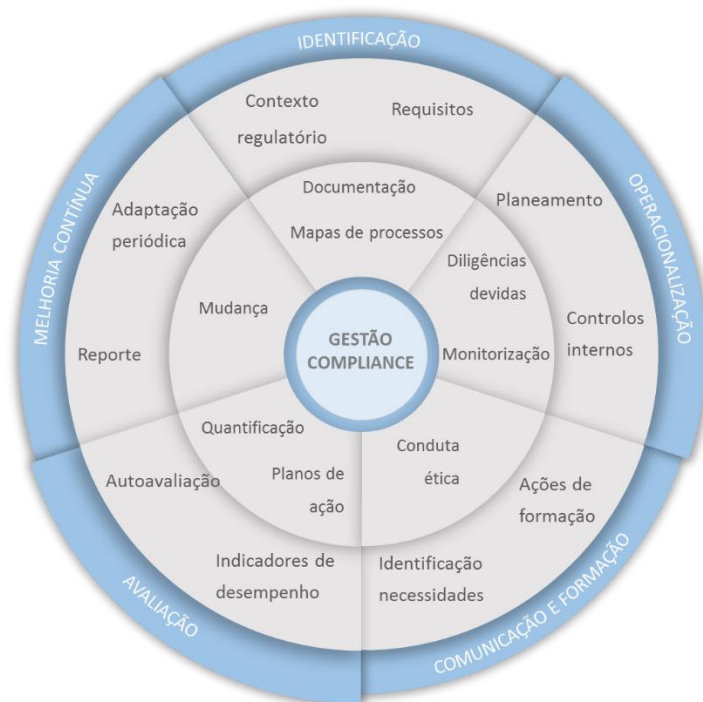 IDENTIFICAÇÃO
Contexto
regulatório
Requisitos
Documentação
Mapas de processos
OPERACIONALIZAÇÃO
Planeamento
Controlos
internos
Diligências
devidas
Monitorização
COMUNICAÇÃO E FORMAÇÃO
Ações de
formação
Identificação
necessidades
Conduta
ética
AVALIAÇÃO
Autoavaliação
Indicadores de
desempenho
Quantificação
Planos de
ação
MELHORIA CONTÍNUA
Adaptação
periódica
Reporte
Mudança
GESTÃO
COMPLIANCE